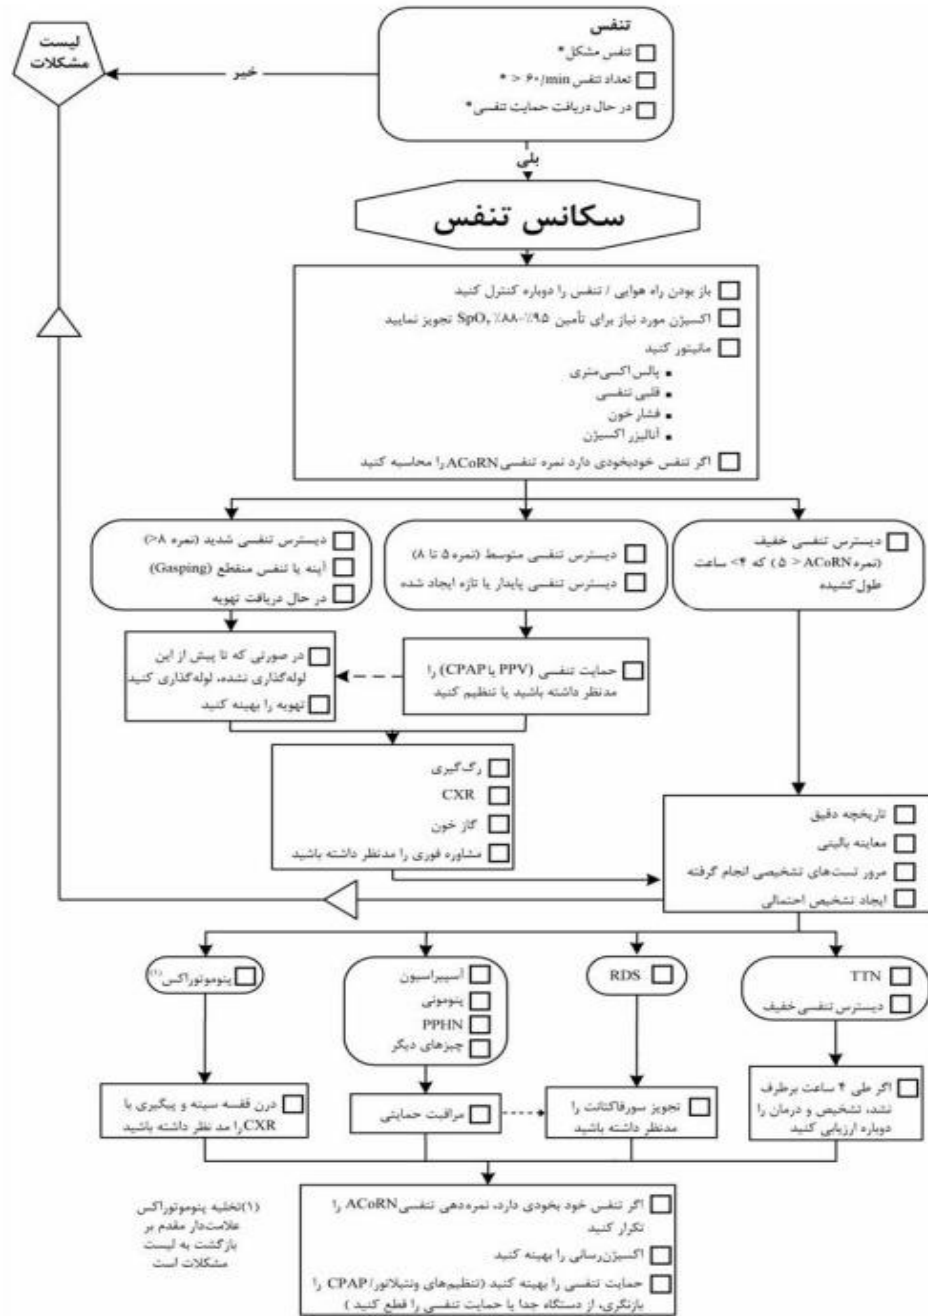 لیست
مشکلات
خیر
تنفس
تنفس مشکل*
تعداد تنفس ۶۰/min < *
در حال دریافت حمایت تنفسی*
بلی
سکانس تنفس
باز بودن راه هوایی / تنفس را دوباره کنترل کنید
اکسیژن مورد نیاز برای تأمین SpO₂ ٪۸۸-٪۹۵ تجویز نمایید
مانیتور کنید
▪ پالس اکسی‌متری
▪ قلبی تنفسی
▪ فشار خون
▪ آنالیزر اکسیژن
اگر تنفس خودبخودی دارد نمره تنفسی ACoRN را محاسبه کنید
دیسترس تنفسی خفیف
(نمره ACoRN < ۵) که ۴> ساعت
طول کشیده
دیسترس تنفسی متوسط (نمره ۵ تا ۸)
دیسترس تنفسی پایدار یا تازه ایجاد شده
دیسترس تنفسی شدید (نمره ۸<)
آپنه یا تنفس منقطع (Gasping)
در حال دریافت تهویه
حمایت تنفسی (PPV یا CPAP) را
مدنظر داشته باشید یا تنظیم کنید
در صورتی که تا پیش از این
لوله‌گذاری نشده، لوله‌گذاری کنید
تهویه را بهینه کنید
رگ‌گیری
CXR
گاز خون
مشاوره فوری را مدنظر داشته باشید
تاریخچه دقیق
معاینه بالینی
مرور تست‌های تشخیصی انجام گرفته
ایجاد تشخیص احتمالی
TTN
دیسترس تنفسی خفیف
RDS
آسپیراسیون
پنومونی
PPHN
چیزهای دیگر
پنوموتوراکس(۱)
اگر طی ۴ ساعت برطرف
نشد، تشخیص و درمان را
دوباره ارزیابی کنید
تجویز سورفاکتانت را
مدنظر داشته باشید
مراقبت حمایتی
درن قفسه سینه و پیگیری با
CXR را مد نظر داشته باشید
اگر تنفس خود بخودی دارد، نمره‌دهی تنفسی ACoRN را
تکرار کنید
اکسیژن‌رسانی را بهینه کنید
حمایت تنفسی را بهینه کنید (تنظیم‌های ونتیلاتور/CPAP را
بازنگری، از دستگاه جدا یا حمایت تنفسی را قطع کنید )
(۱)تخلیه پنوموتوراکس
علامت‌دار مقدم بر
بازگشت به لیست
مشکلات است